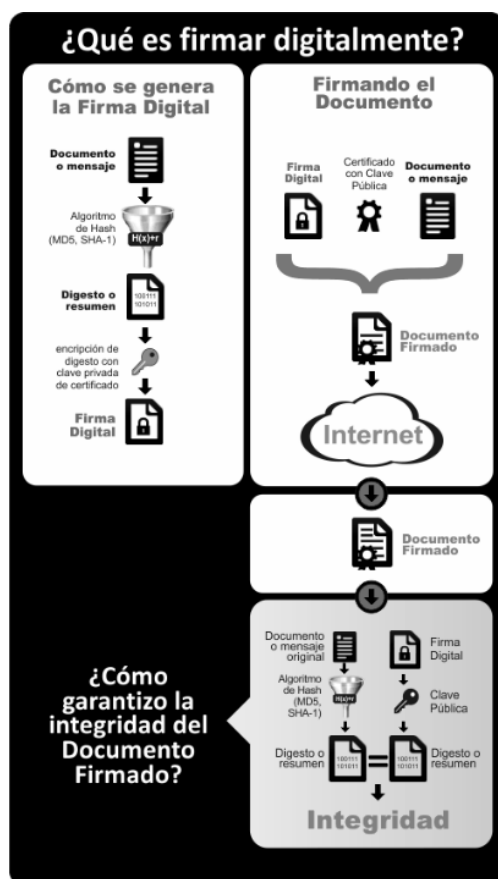 ¿Qué es firmar digitalmente?
Cómo se genera
la Firma Digital
Documento
o mensaje
Algoritmo
de Hash
(MD5, SHA-1)
H(x)+r
Digesto o
resumen
100111
101011
encripción de
digesto con
clave privada
de certificado
Firma
Digital
Firmando el
Documento
Firma
Digital
Certificado
con Clave
Pública
Documento
o mensaje
Documento
Firmado
Internet
Documento
Firmado
¿Cómo
garantizo la
integridad del
Documento
Firmado?
Documento
o mensaje
original
Algoritmo
de Hash
(MD5,
SHA-1)
H(x)+r
Digesto o
resumen
100111
101011
=
Firma
Digital
Clave
Pública
100111
101011
Digesto o
resumen
Integridad